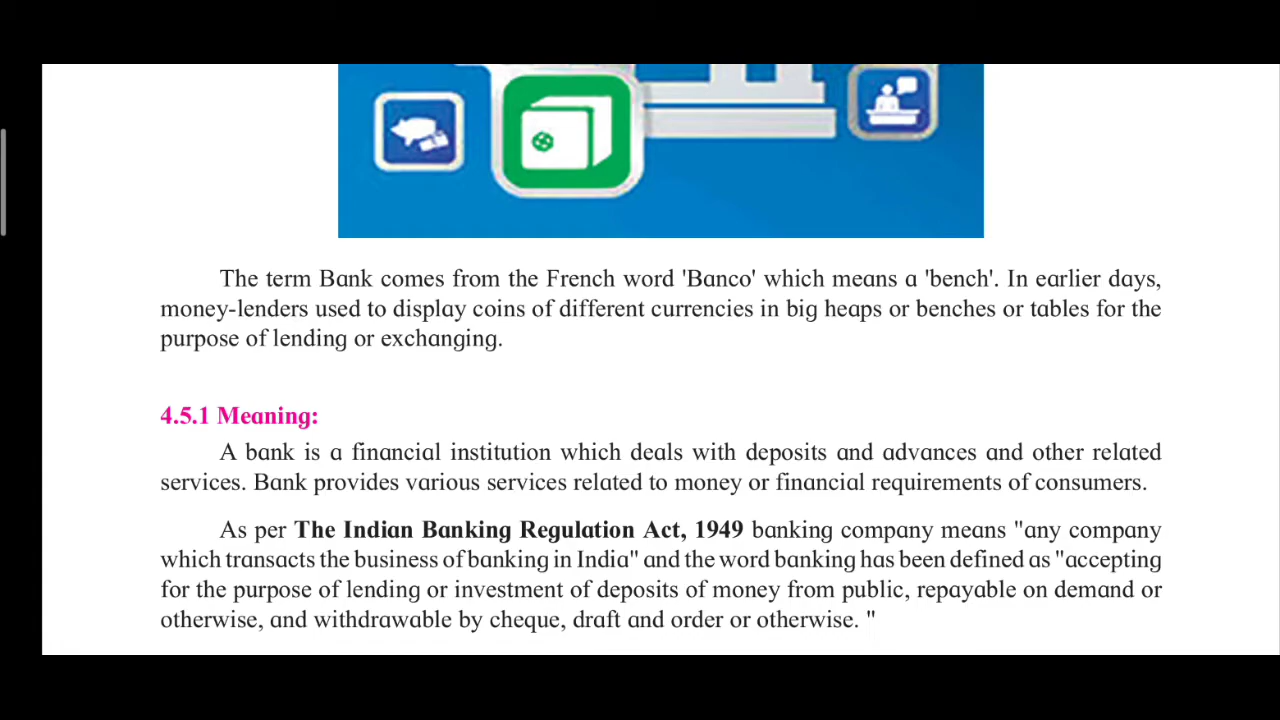 The term Bank comes from the French word 'Banco' which means a 'bench'. In earlier days,
money-lenders used to display coins of different currencies in big heaps or benches or tables for the
purpose of lending or exchanging.
4.5.1 Meaning:
A bank is a financial institution which deals with deposits and advances and other related
services. Bank provides various services related to money or financial requirements of consumers.
As per The Indian Banking Regulation Act, 1949 banking company means "any company
which transacts the business of banking in India" and the word banking has been defined as "accepting
for the purpose of lending or investment of deposits of money from public, repayable on demand or
otherwise, and withdrawable by cheque, draft and order or otherwise. "